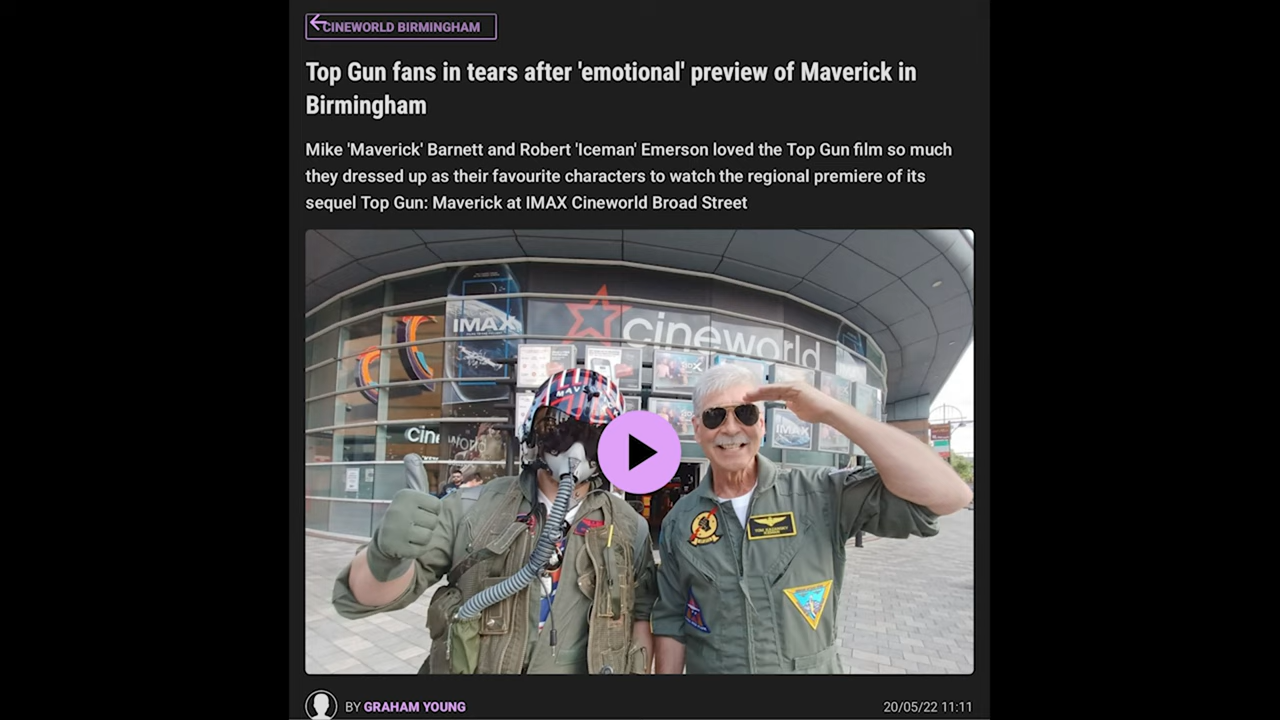 CINEWORLD BIRMINGHAM
Top Gun fans in tears after 'emotional' preview of Maverick in
Birmingham
Mike 'Maverick' Barnett and Robert 'Iceman' Emerson loved the Top Gun film so much
they dressed up as their favourite characters to watch the regional premiere of its
sequel Top Gun: Maverick at IMAX Cineworld Broad Street
IMAX
cineworld
MAV
IMAX
cineworld
BY GRAHAM YOUNG
20/05/22 11:11